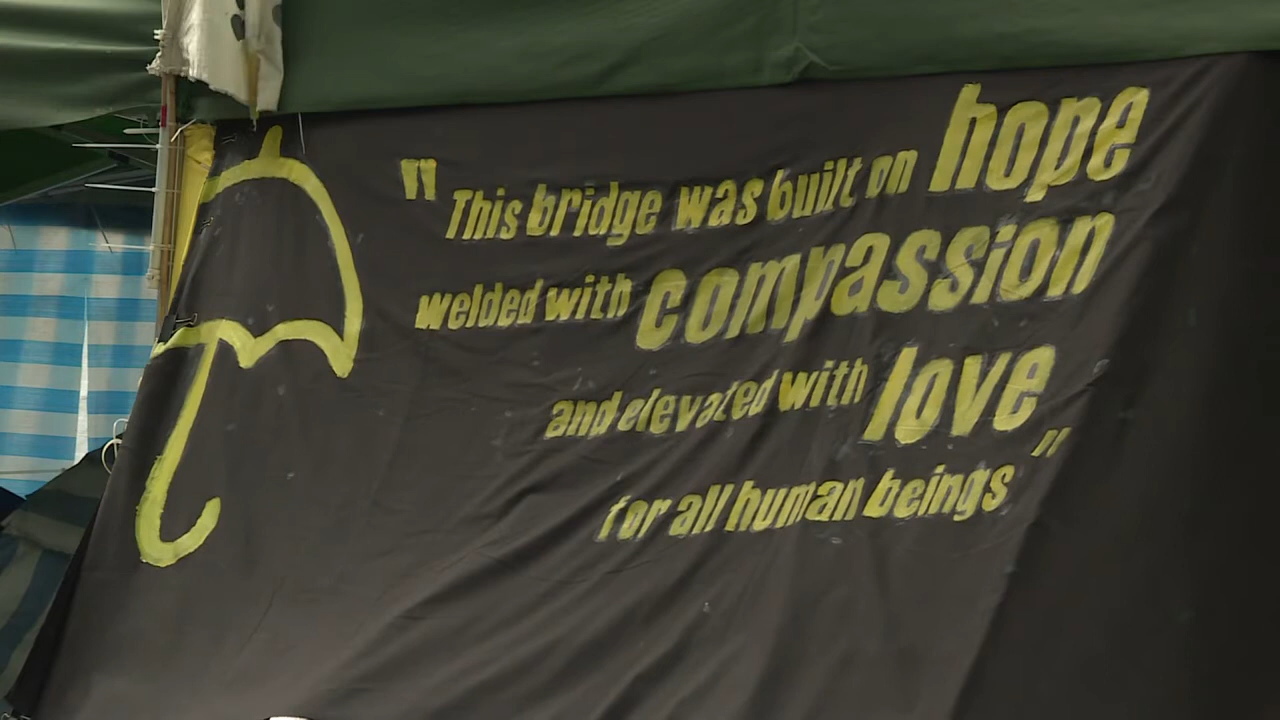 "This bridge was built on hope
welded with compassion
and elevated with love"
for all human beings